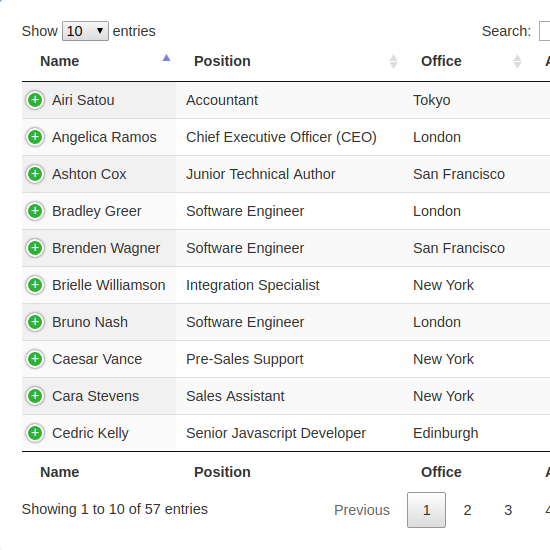 Show 10 entries Search:
Name Position Office
Airi Satou Accountant Tokyo
Angelica Ramos Chief Executive Officer (CEO) London
Ashton Cox Junior Technical Author San Francisco
Bradley Greer Software Engineer London
Brenden Wagner Software Engineer San Francisco
Brielle Williamson Integration Specialist New York
Bruno Nash Software Engineer London
Caesar Vance Pre-Sales Support New York
Cara Stevens Sales Assistant New York
Cedric Kelly Senior Javascript Developer Edinburgh
Name Position Office
Showing 1 to 10 of 57 entries Previous 1 2 3 4